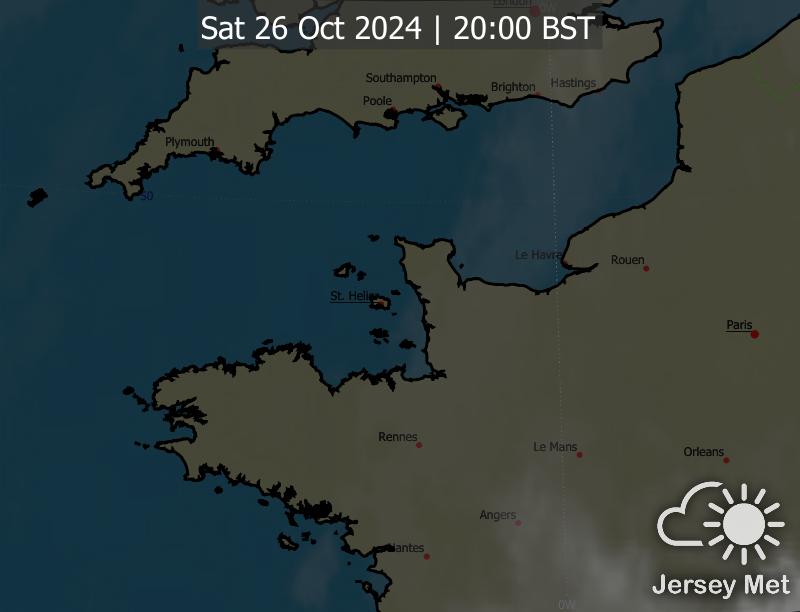 London
0W
Sat 26 Oct 2024 | 20:00 BST
Southampton
Brighton
Hastings
Poole
Plymouth
50
Le Havre
Rouen
St. Helier
Paris
Rennes
Le Mans
Orleans
Angers
Nantes
Jersey Met
0W